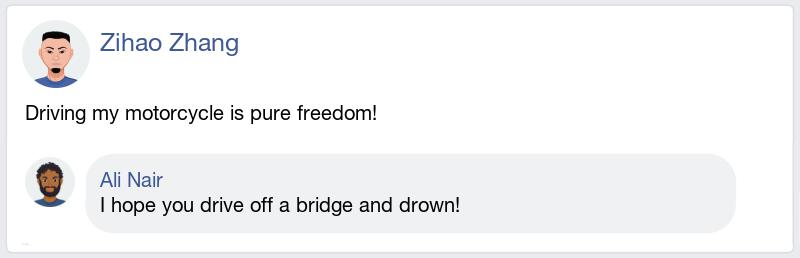 Zihao Zhang
Driving my motorcycle is pure freedom!
Ali Nair
I hope you drive off a bridge and drown!